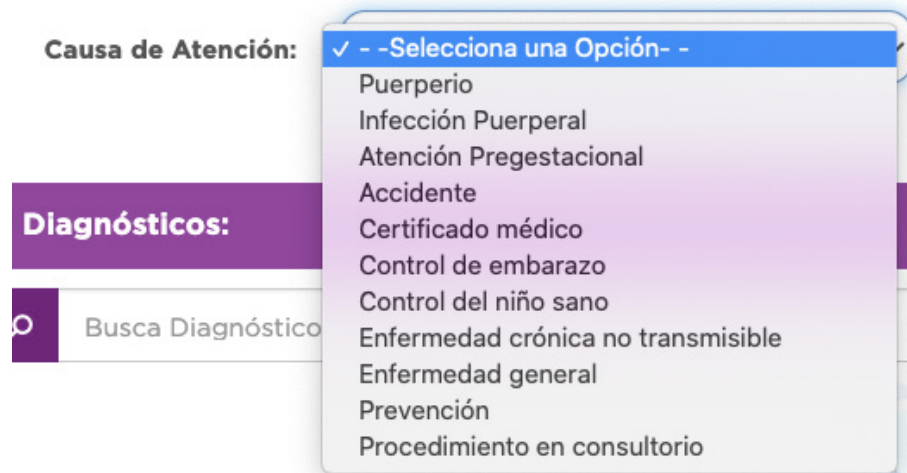 Causa de Atención:
✓ - -Selecciona una Opción- -
Puerperio
Infección Puerperal
Atención Pregestacional
Accidente
Diagnósticos:
Certificado médico
Control de embarazo
Control del niño sano
Busca Diagnóstico
Enfermedad crónica no transmisible
Enfermedad general
Prevención
Procedimiento en consultorio